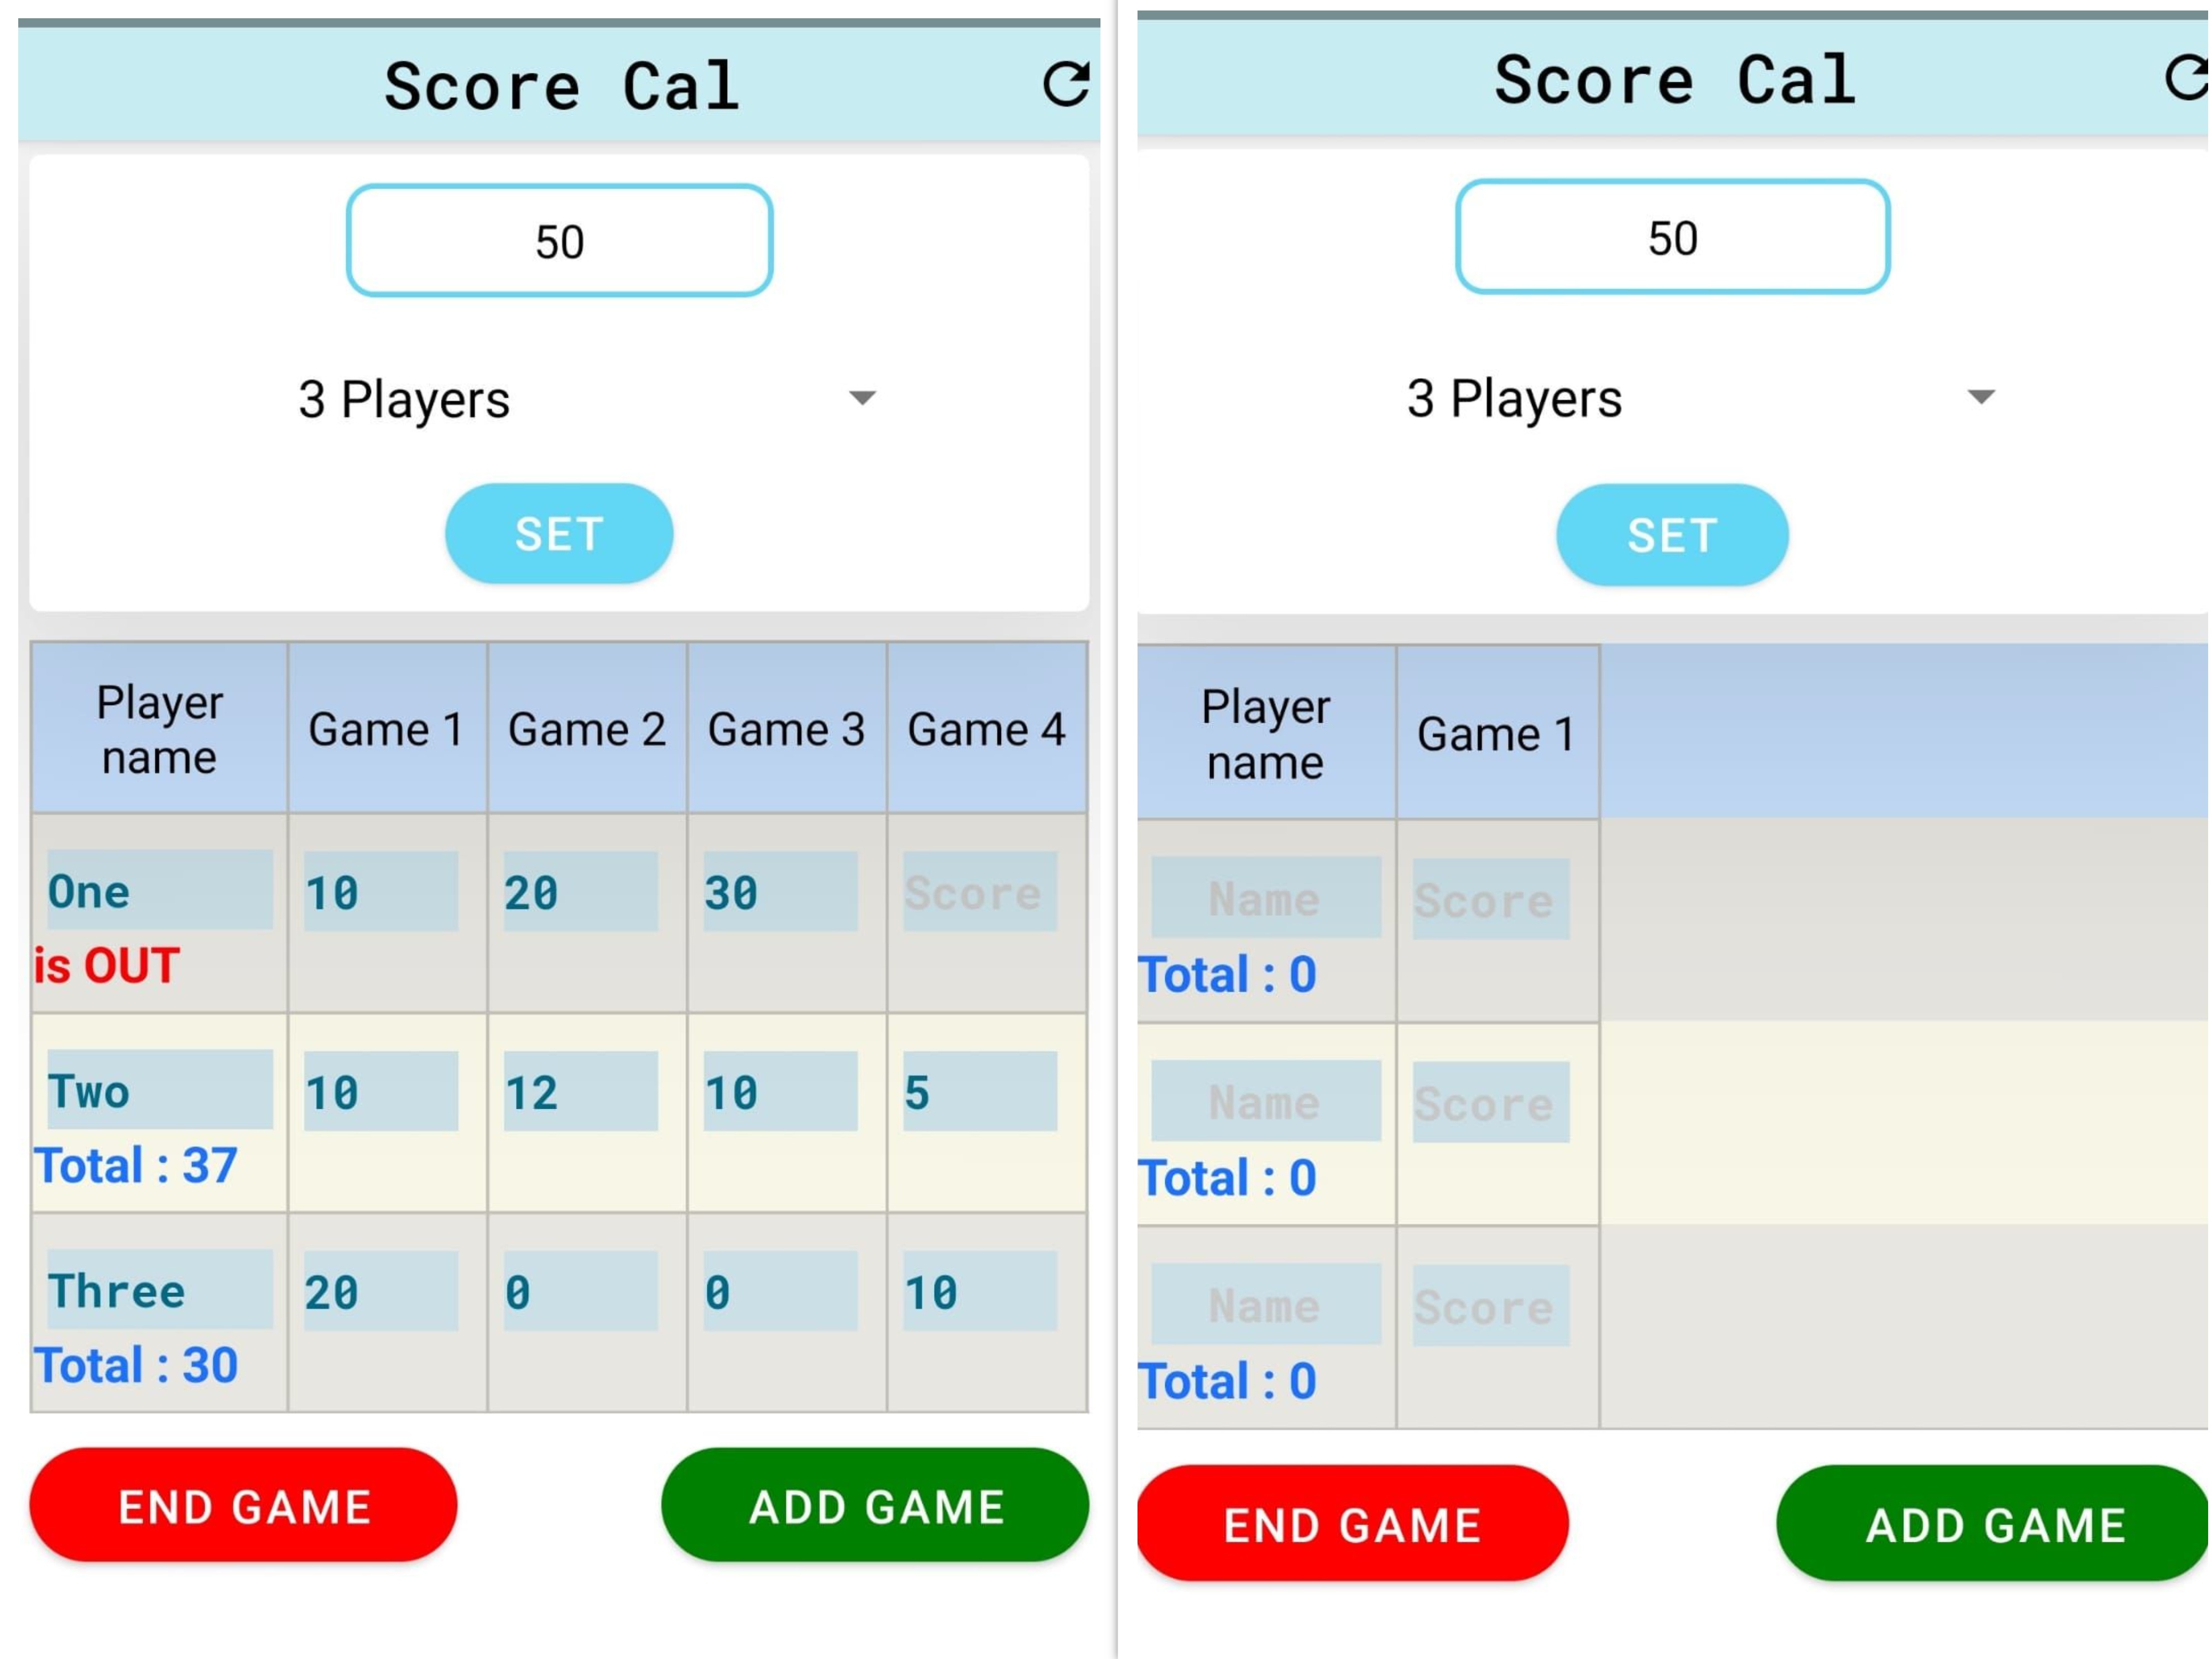 Score Cal
50
3 Players
SET
Player name Game 1 Game 2 Game 3 Game 4
One 10 20 30 Score
is OUT
Two 10 12 10 5
Total : 37
Three 20 0 0 10
Total : 30
END GAME ADD GAME
Score Cal
50
3 Players
SET
Player name Game 1
Name Score
Total : 0
Name Score
Total : 0
Name Score
Total : 0
END GAME ADD GAME